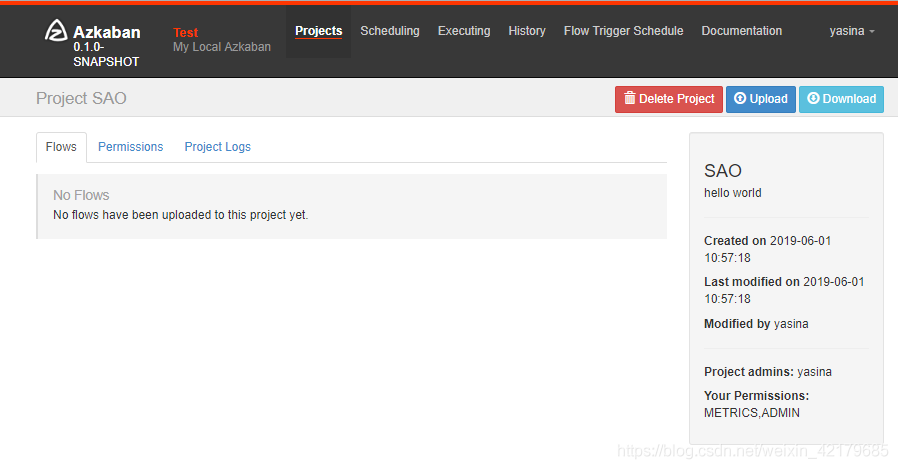 Azkaban
0.1.0-
SNAPSHOT
Test
My Local Azkaban
Projects
Scheduling
Executing
History
Flow Trigger Schedule
Documentation
yasina
Project SAO
Delete Project
Upload
Download
Flows
Permissions
Project Logs
No Flows
No flows have been uploaded to this project yet.
SAO
hello world
Created on 2019-06-01
10:57:18
Last modified on 2019-06-01
10:57:18
Modified by yasina
Project admins: yasina
Your Permissions:
METRICS,ADMIN
https://blog.csdn.net/weixin_42179685